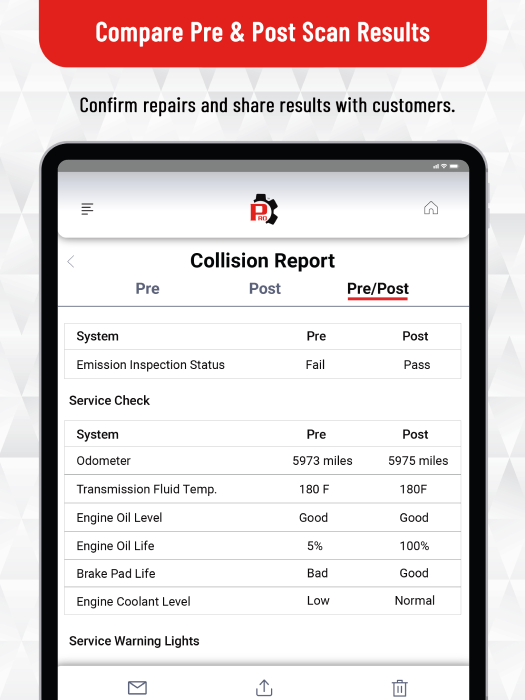 Compare Pre & Post Scan Results
Confirm repairs and share results with customers.
PRO
Collision Report
Pre Post Pre/Post
System Pre Post
Emission Inspection Status Fail Pass
Service Check
System Pre Post
Odometer 5973 miles 5975 miles
Transmission Fluid Temp. 180 F 180F
Engine Oil Level Good Good
Engine Oil Life 5% 100%
Brake Pad Life Bad Good
Engine Coolant Level Low Normal
Service Warning Lights